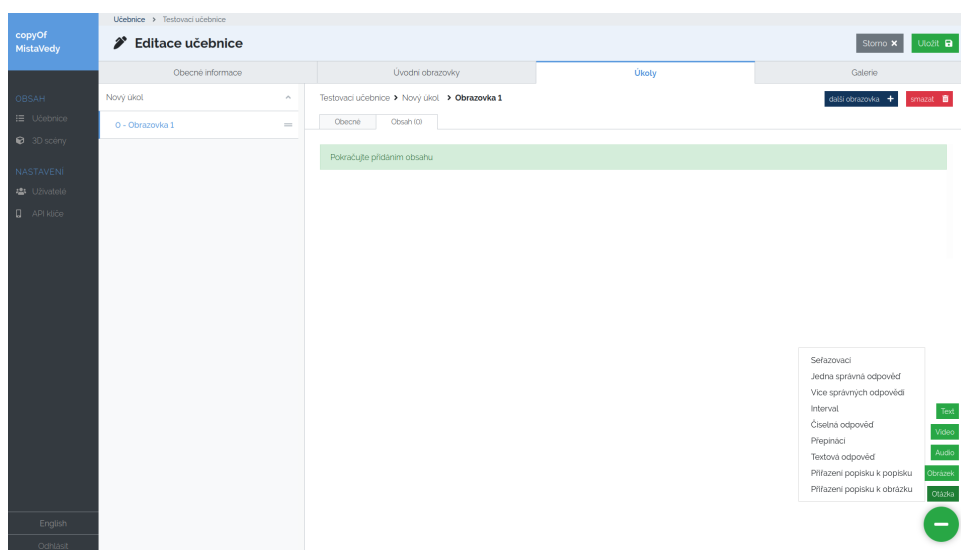 copyOf
MistaVedy
OBSAH
Učebnice
3D scény
NASTAVENÍ
Uživatelé
API klíče
English
Odhlásit
Učebnice > Testovací učebnice
Editace učebnice
Storno
Uložit
Obecné informace
Úvodní obrazovky
Úkoly
Galerie
Nový úkol
0 - Obrazovka 1
Testovací učebnice > Nový úkol > Obrazovka 1
další obrazovka
smazat
Obecné
Obsah (0)
Pokračujte přidáním obsahu
Seřazovací
Jedna správná odpověď
Více správných odpovědí
Interval
Číselná odpověď
Přepínací
Textová odpověď
Přiřazení popisku k popisku
Přiřazení popisku k obrázku
Text
Video
Audio
Obrázek
Otázka